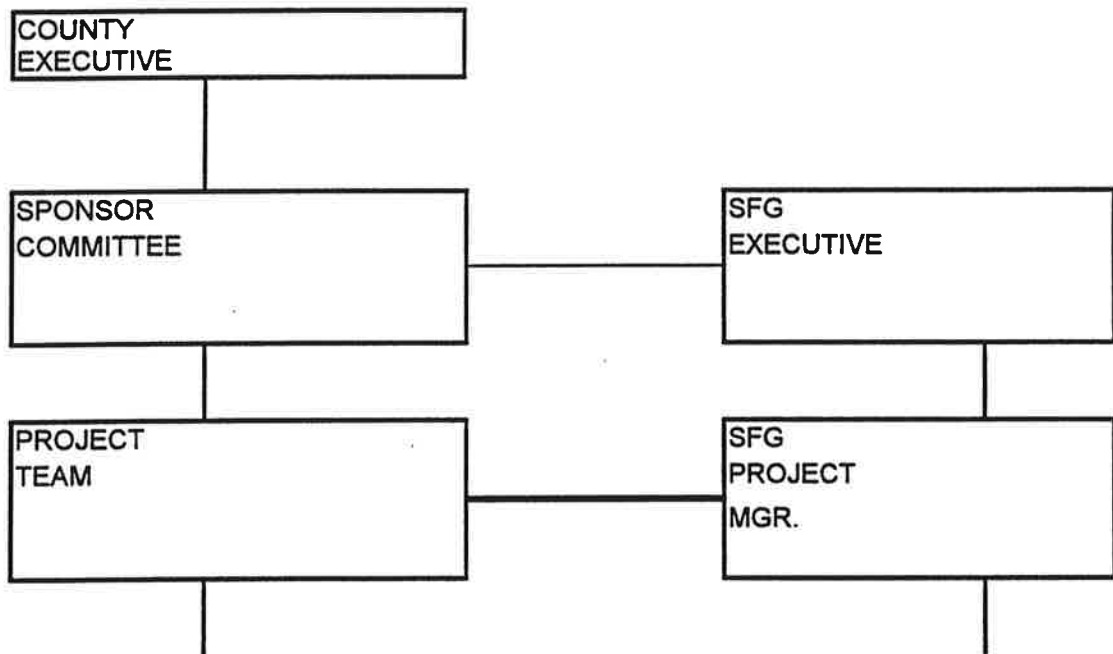 COUNTY
EXECUTIVE
SPONSOR
COMMITTEE
SFG
EXECUTIVE
PROJECT
TEAM
SFG
PROJECT
MGR.